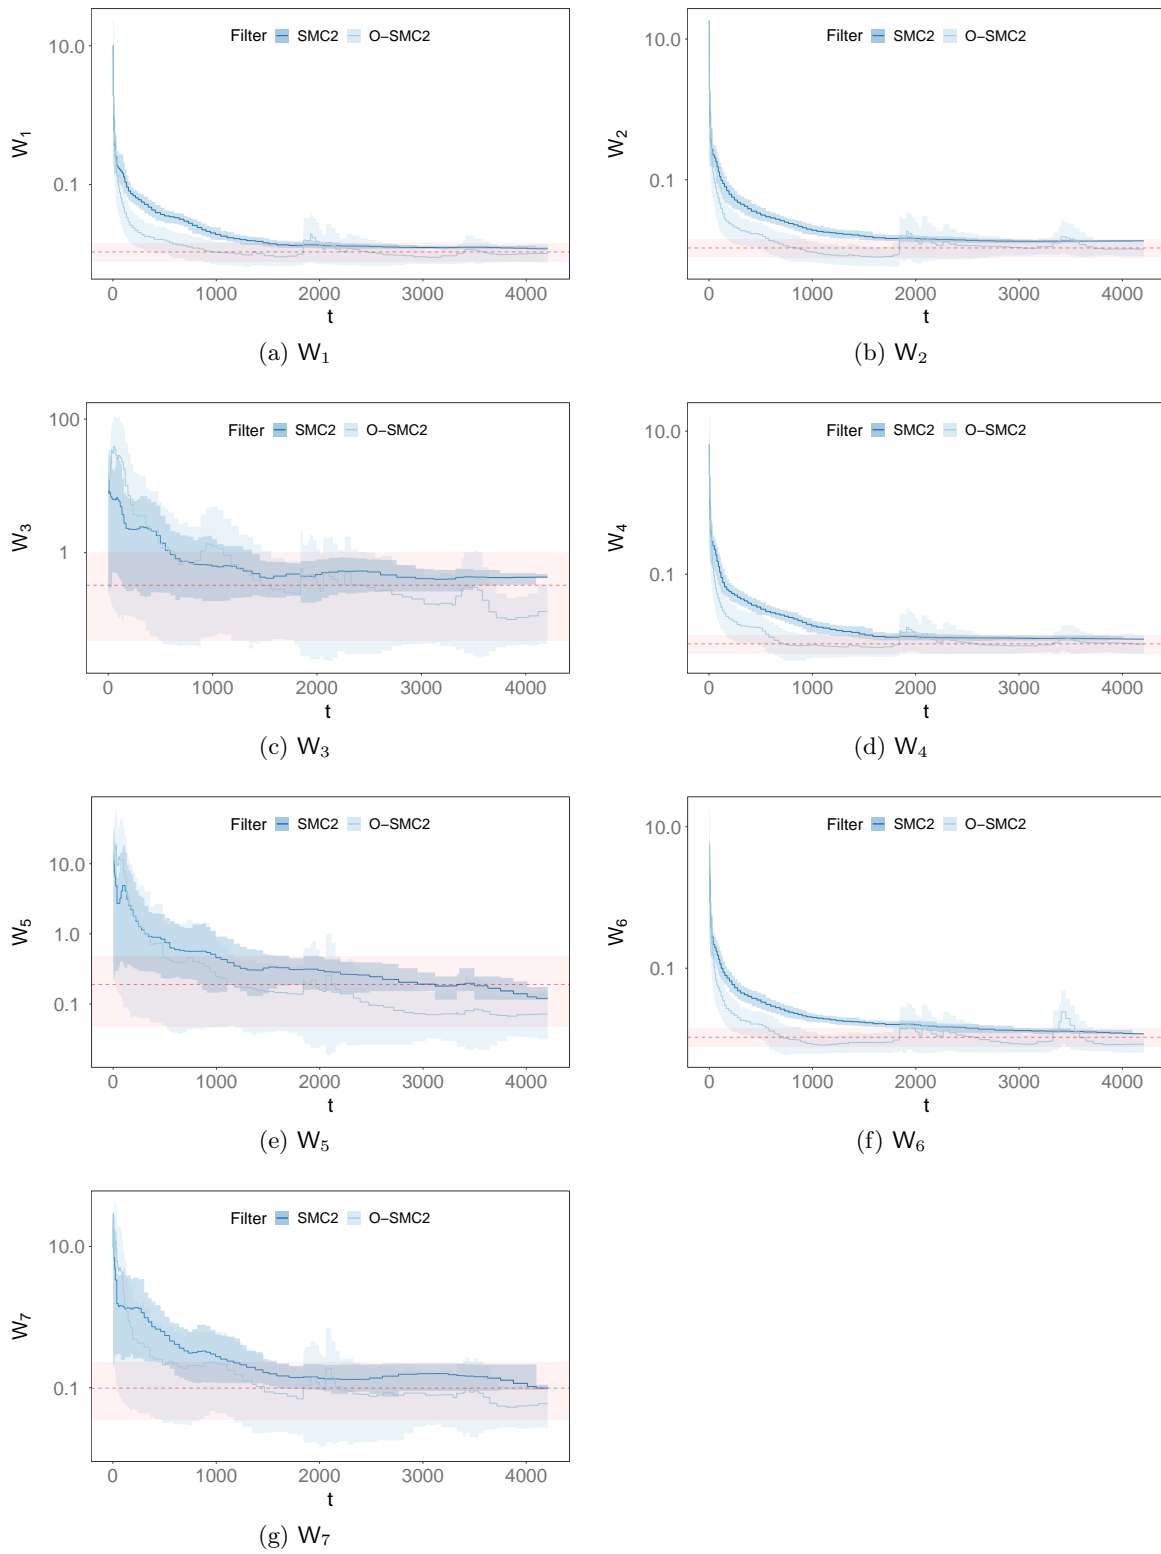 Filter SMC2 O-SMC2
10.0
0.1
W₁
0 1000 2000 3000 4000
t
(a) W₁
Filter SMC2 O-SMC2
10.0
0.1
W₂
0 1000 2000 3000 4000
t
(b) W₂
Filter SMC2 O-SMC2
100
1
W₃
0 1000 2000 3000 4000
t
(c) W₃
Filter SMC2 O-SMC2
10.0
0.1
W₄
0 1000 2000 3000 4000
t
(d) W₄
Filter SMC2 O-SMC2
10.0
1.0
0.1
W₅
0 1000 2000 3000 4000
t
(e) W₅
Filter SMC2 O-SMC2
10.0
0.1
W₆
0 1000 2000 3000 4000
t
(f) W₆
Filter SMC2 O-SMC2
10.0
0.1
W₇
0 1000 2000 3000 4000
t
(g) W₇